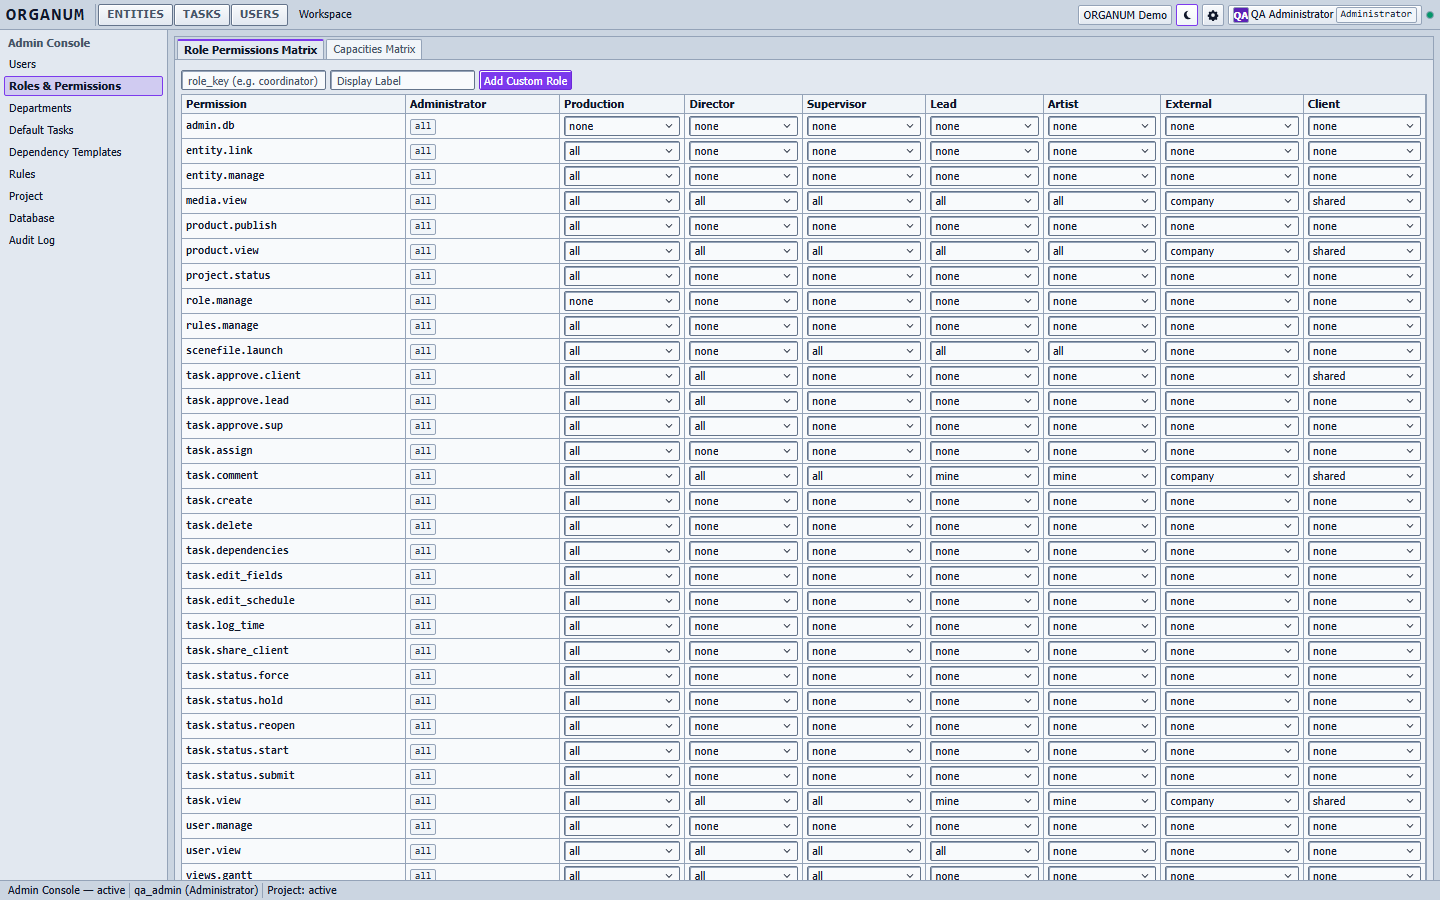 ORGANUM ENTITIES TASKS USERS Workspace ORGANUM Demo QA QA Administrator Administrator
Admin Console
Users
Roles & Permissions
Departments
Default Tasks
Dependency Templates
Rules
Project
Database
Audit Log
Role Permissions Matrix Capacities Matrix
role_key (e.g. coordinator) Display Label Add Custom Role
Permission Administrator Production Director Supervisor Lead Artist External Client
admin.db all none none none none none none none
entity.link all all none none none none none none
entity.manage all all none none none none none none
media.view all all all all all all company shared
product.publish all all none none none none none none
product.view all all all all all all company shared
project.status all all none none none none none none
role.manage all none none none none none none none
rules.manage all all none none none none none none
scenefile.launch all all none all all all none none
task.approve.client all all all none none none none shared
task.approve.lead all all all none none none none none
task.approve.sup all all all none none none none none
task.assign all all none none none none none none
task.comment all all all all mine mine company shared
task.create all all none none none none none none
task.delete all all none none none none none none
task.dependencies all all none none none none none none
task.edit_fields all all none none none none none none
task.edit_schedule all all none none none none none none
task.log_time all all none none none none none none
task.share_client all all none none none none none none
task.status.force all all none none none none none none
task.status.hold all all none none none none none none
task.status.reopen all all none none none none none none
task.status.start all all none none none none none none
task.status.submit all all none none none none none none
task.view all all all all mine mine company shared
user.manage all all none none none none none none
user.view all all all all all none none none
views.gantt all all all all none none none none
Admin Console — active qa_admin (Administrator) Project: active